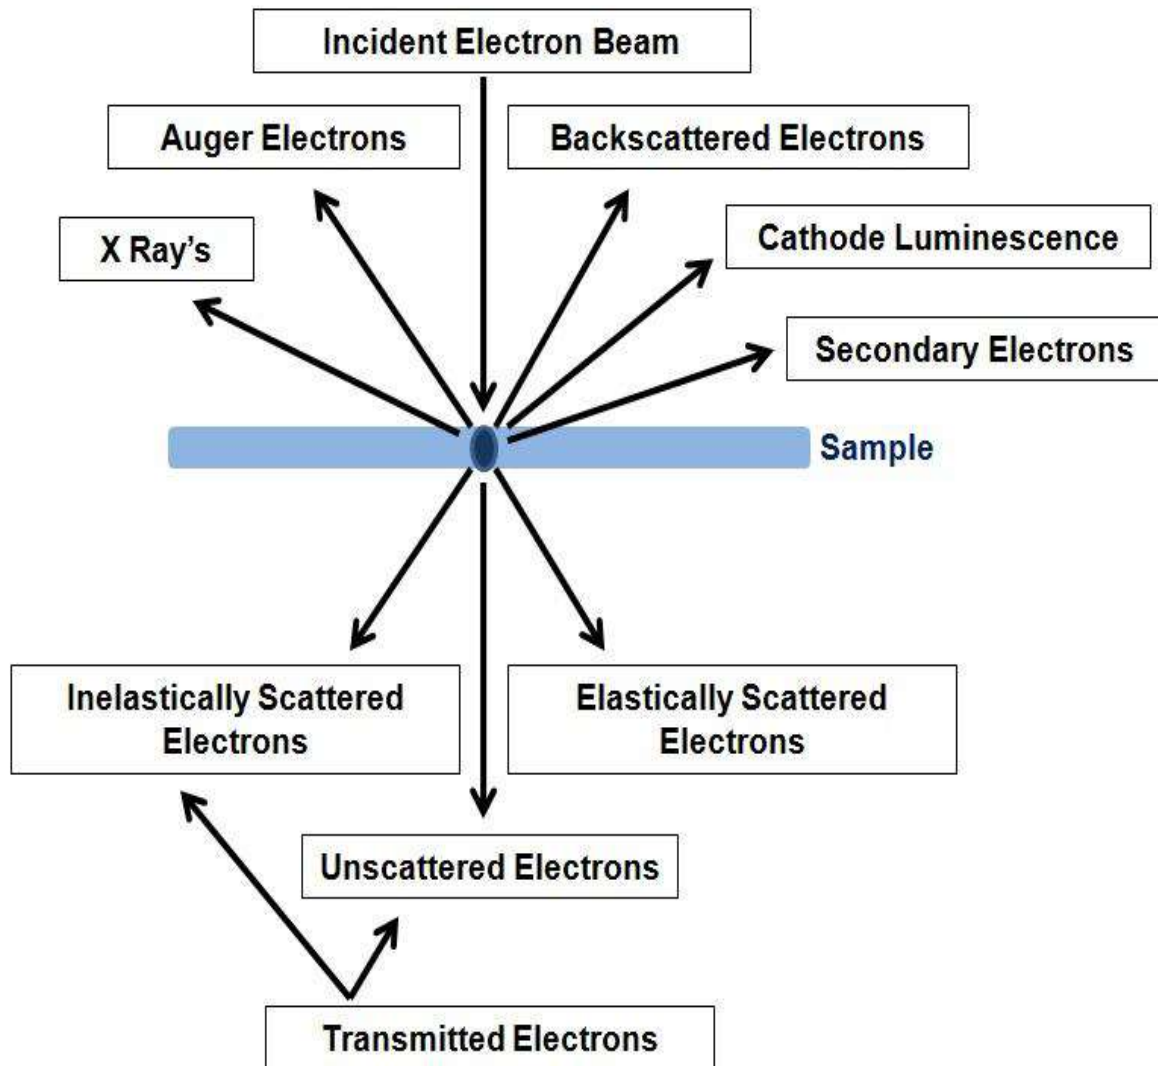 Incident Electron Beam
Auger Electrons
Backscattered Electrons
X Ray's
Cathode Luminescence
Secondary Electrons
Sample
Inelastically Scattered
Electrons
Elastically Scattered
Electrons
Unscattered Electrons
Transmitted Electrons